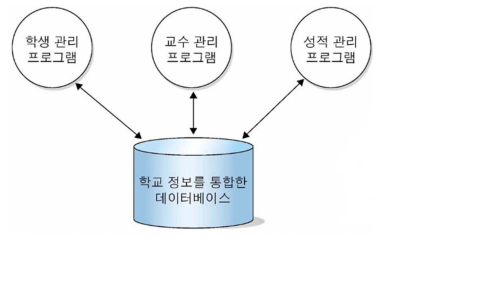 학생 관리
프로그램
교수 관리
프로그램
성적 관리
프로그램
학교 정보를 통합한
데이터베이스